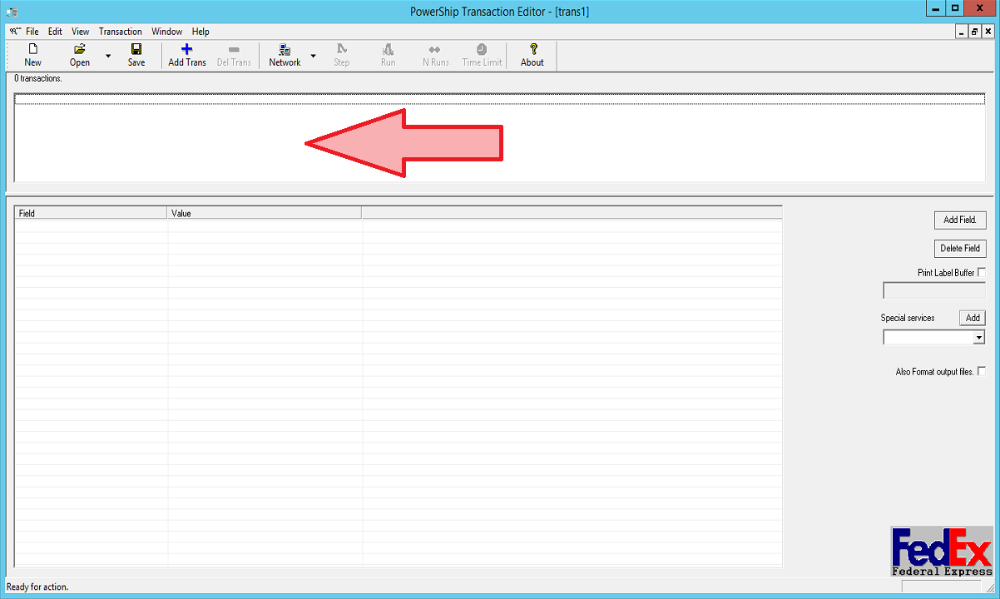 PowerShip Transaction Editor - [trans1]
File Edit View Transaction Window Help
New Open Save Add Trans Del Trans Network Step Run N Runs Time Limit About
0 transactions.
Field Value
Add Field.
Delete Field
Print Label Buffer
Special services Add
Also Format output files.
FedEx
Federal Express
Ready for action.